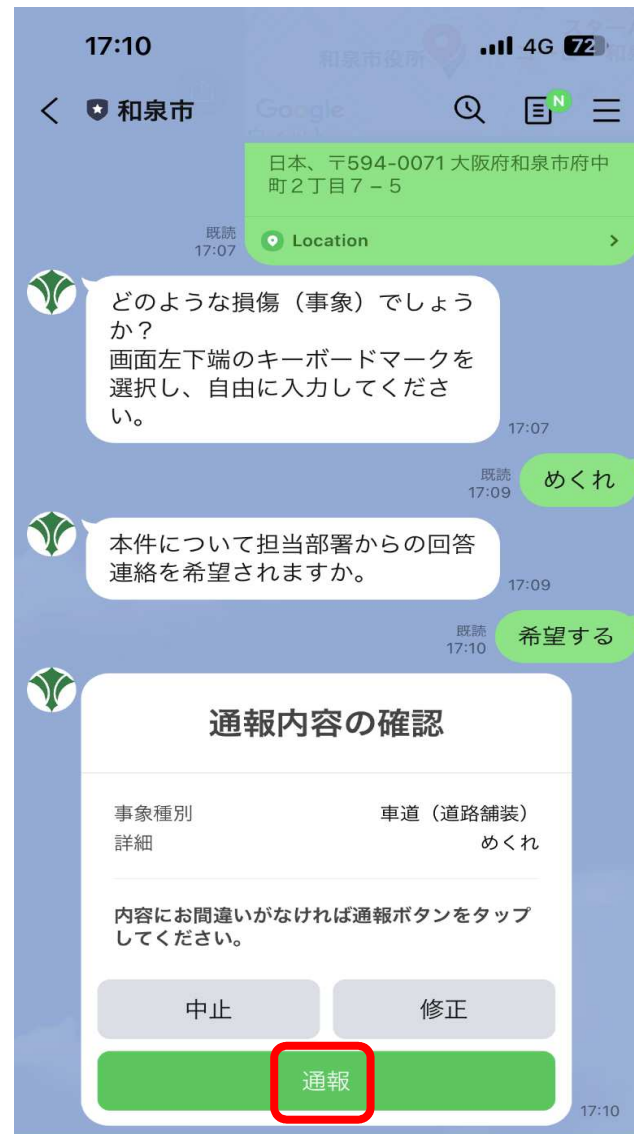 17:10
和泉市役所
4G 72
和泉市
Google
N
日本、〒594-0071 大阪府和泉市府中
町２丁目７－５
既読
17:07
Location
どのような損傷（事象）でしょう
か？
画面左下端のキーボードマークを
選択し、自由に入力してくださ
い。
17:07
既読
17:09
めくれ
本件について担当部署からの回答
連絡を希望されますか。
17:09
既読
17:10
希望する
通報内容の確認
事象種別 車道（道路舗装）
詳細 めくれ
内容にお間違いがなければ通報ボタンをタップ
してください。
中止 修正
通報
17:10